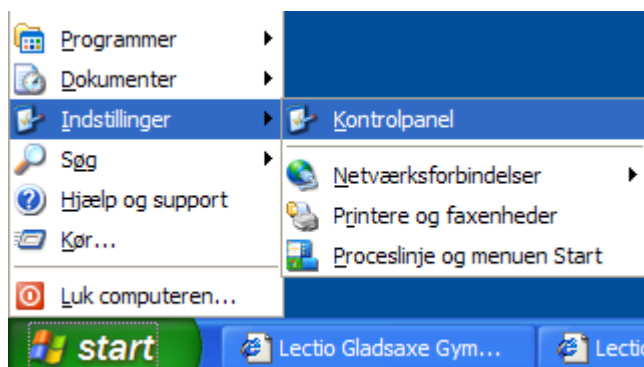 Programmer
Dokumenter
Indstillinger
Søg
Hjælp og support
Kør...
Luk computeren...
Kontrolpanel
Netværksforbindelser
Printere og faxenheder
Proceslinje og menuen Start
start
Lectio Gladsaxe Gym...
Lectio